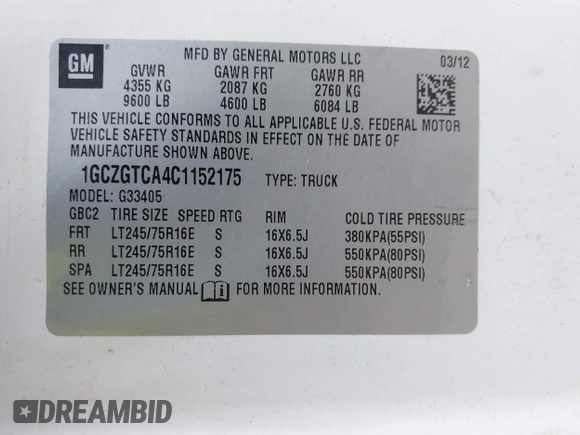 GM ®
MFD BY GENERAL MOTORS LLC 03/12
GVWR GAWR FRT GAWR RR
4355 KG 2087 KG 2760 KG
9600 LB 4600 LB 6084 LB
THIS VEHICLE CONFORMS TO ALL APPLICABLE U.S. FEDERAL MOTOR
VEHICLE SAFETY STANDARDS IN EFFECT ON THE DATE OF
MANUFACTURE SHOWN ABOVE.
1GCZGTCA4C1152175 TYPE: TRUCK
MODEL: G33405
GBC2 TIRE SIZE SPEED RTG RIM COLD TIRE PRESSURE
FRT LT245/75R16E S 16X6.5J 380KPA(55PSI)
RR LT245/75R16E S 16X6.5J 550KPA(80PSI)
SPA LT245/75R16E S 16X6.5J 550KPA(80PSI)
SEE OWNER'S MANUAL FOR MORE INFORMATION.
DREAMBID